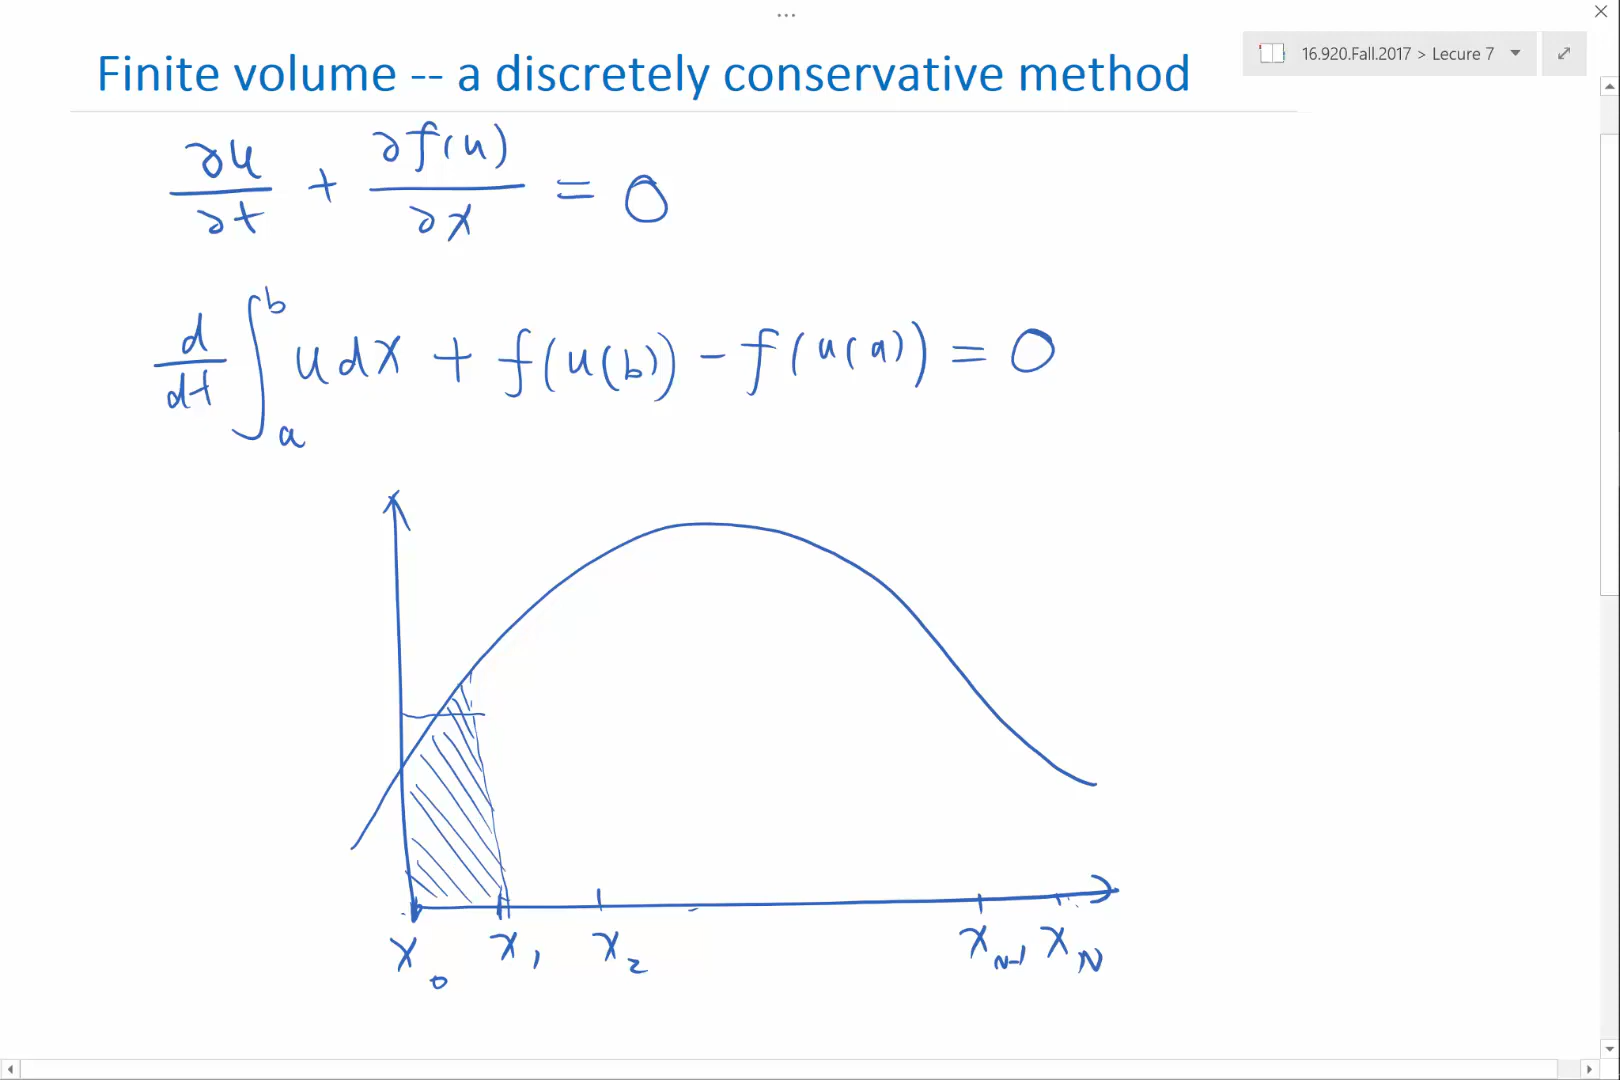 16.920.Fall.2017 > Lecure 7
Finite volume -- a discretely conservative method
∂u/∂t + ∂f(u)/∂x = 0
d/dt ∫_a^b u dx + f(u(b)) - f(u(a)) = 0
x_0 x_1 x_2 x_{N-1} x_N